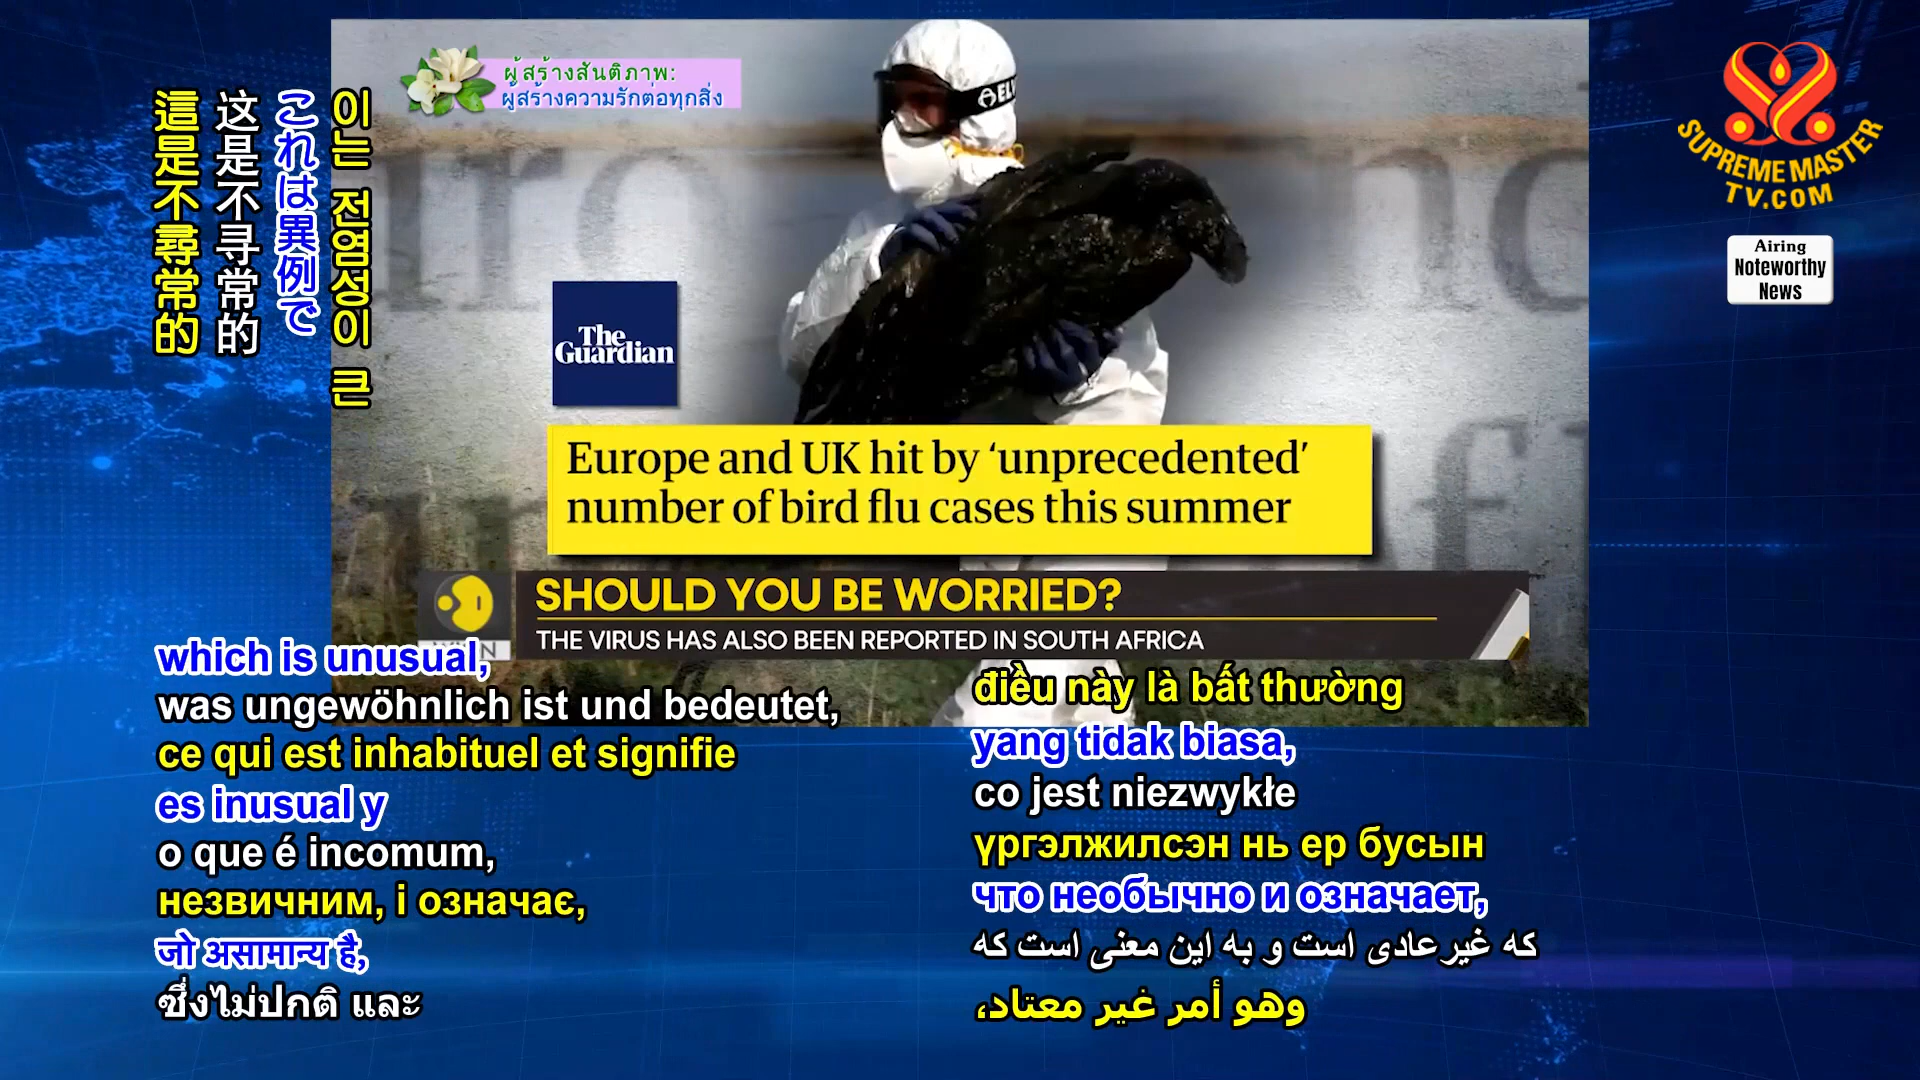 ผู้สร้างสันติภาพ:
ผู้สร้างความรักต่อทุกสิ่ง
SUPREME MASTER
TV.COM
Airing
Noteworthy
News
이는 전염성이 큰
これは異例で
这是不寻常的
這是不尋常的
The
Guardian
Europe and UK hit by ‘unprecedented’
number of bird flu cases this summer
SHOULD YOU BE WORRIED?
THE VIRUS HAS ALSO BEEN REPORTED IN SOUTH AFRICA
which is unusual,
was ungewöhnlich ist und bedeutet,
ce qui est inhabituel et signifie
es inusual y
o que é incomum,
незвичним, і означає,
जो असामान्य है,
ซึ่งไม่ปกติ และ
điều này là bất thường
yang tidak biasa,
co jest niezwykłe
үргэлжилсэн нь ер бусын
что необычно и означает,
که غیرعادی است و به این معنی است که
وهو أمر غير معتاد،